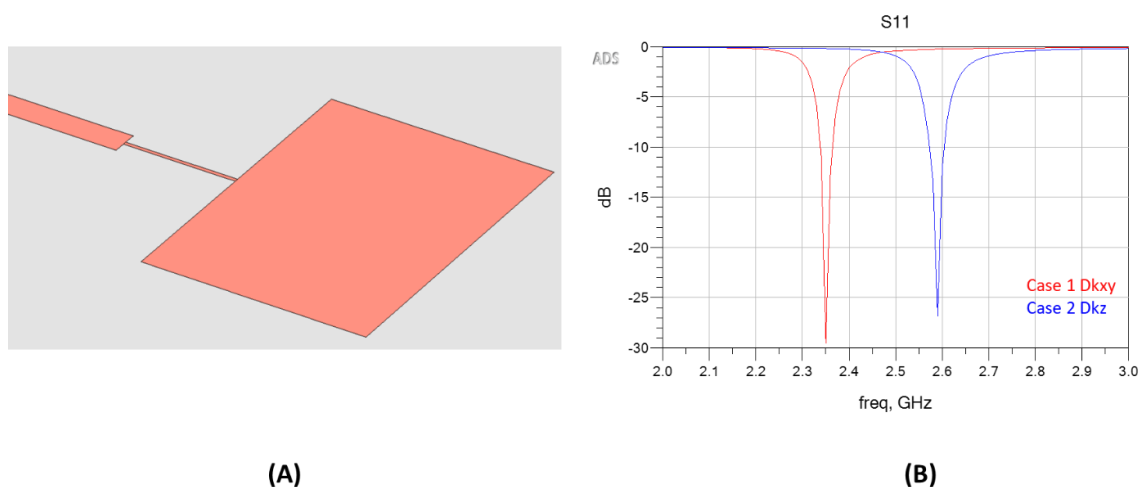 S11
ADS
0
-5
-10
-15
-20
-25
-30
dB
Case 1 Dkxy
Case 2 Dkz
2.0 2.1 2.2 2.3 2.4 2.5 2.6 2.7 2.8 2.9 3.0
freq, GHz
(A) (B)